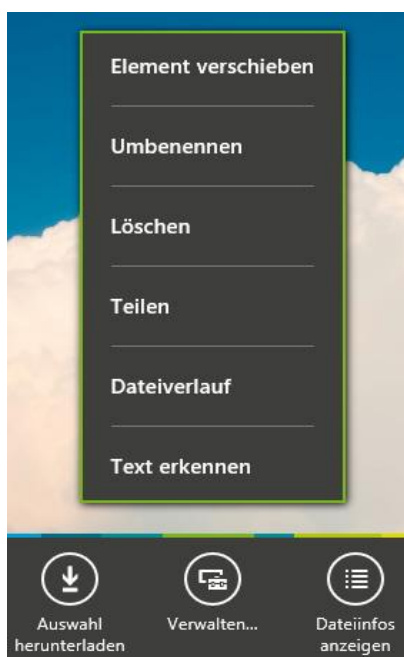 Element verschieben
Umbenennen
Löschen
Teilen
Dateiverlauf
Text erkennen
Auswahl
herunterladen
Verwalten...
Dateiinfos
anzeigen